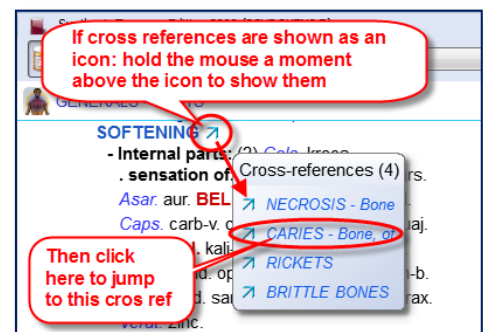 If cross references are shown as an
icon: hold the mouse a moment
above the icon to show them
GENERALS
SOFTENING
- Internal parts: (2) Calc. kreos.
. sensation of:
Cross-references (4)
Asar. aur. BEL
NECROSIS - Bone
Caps. carb-v.
CARIES - Bone, of
kali-
RICKETS
BRITTLE BONES
Then click
here to jump
to this cros ref
Verat. zinc.